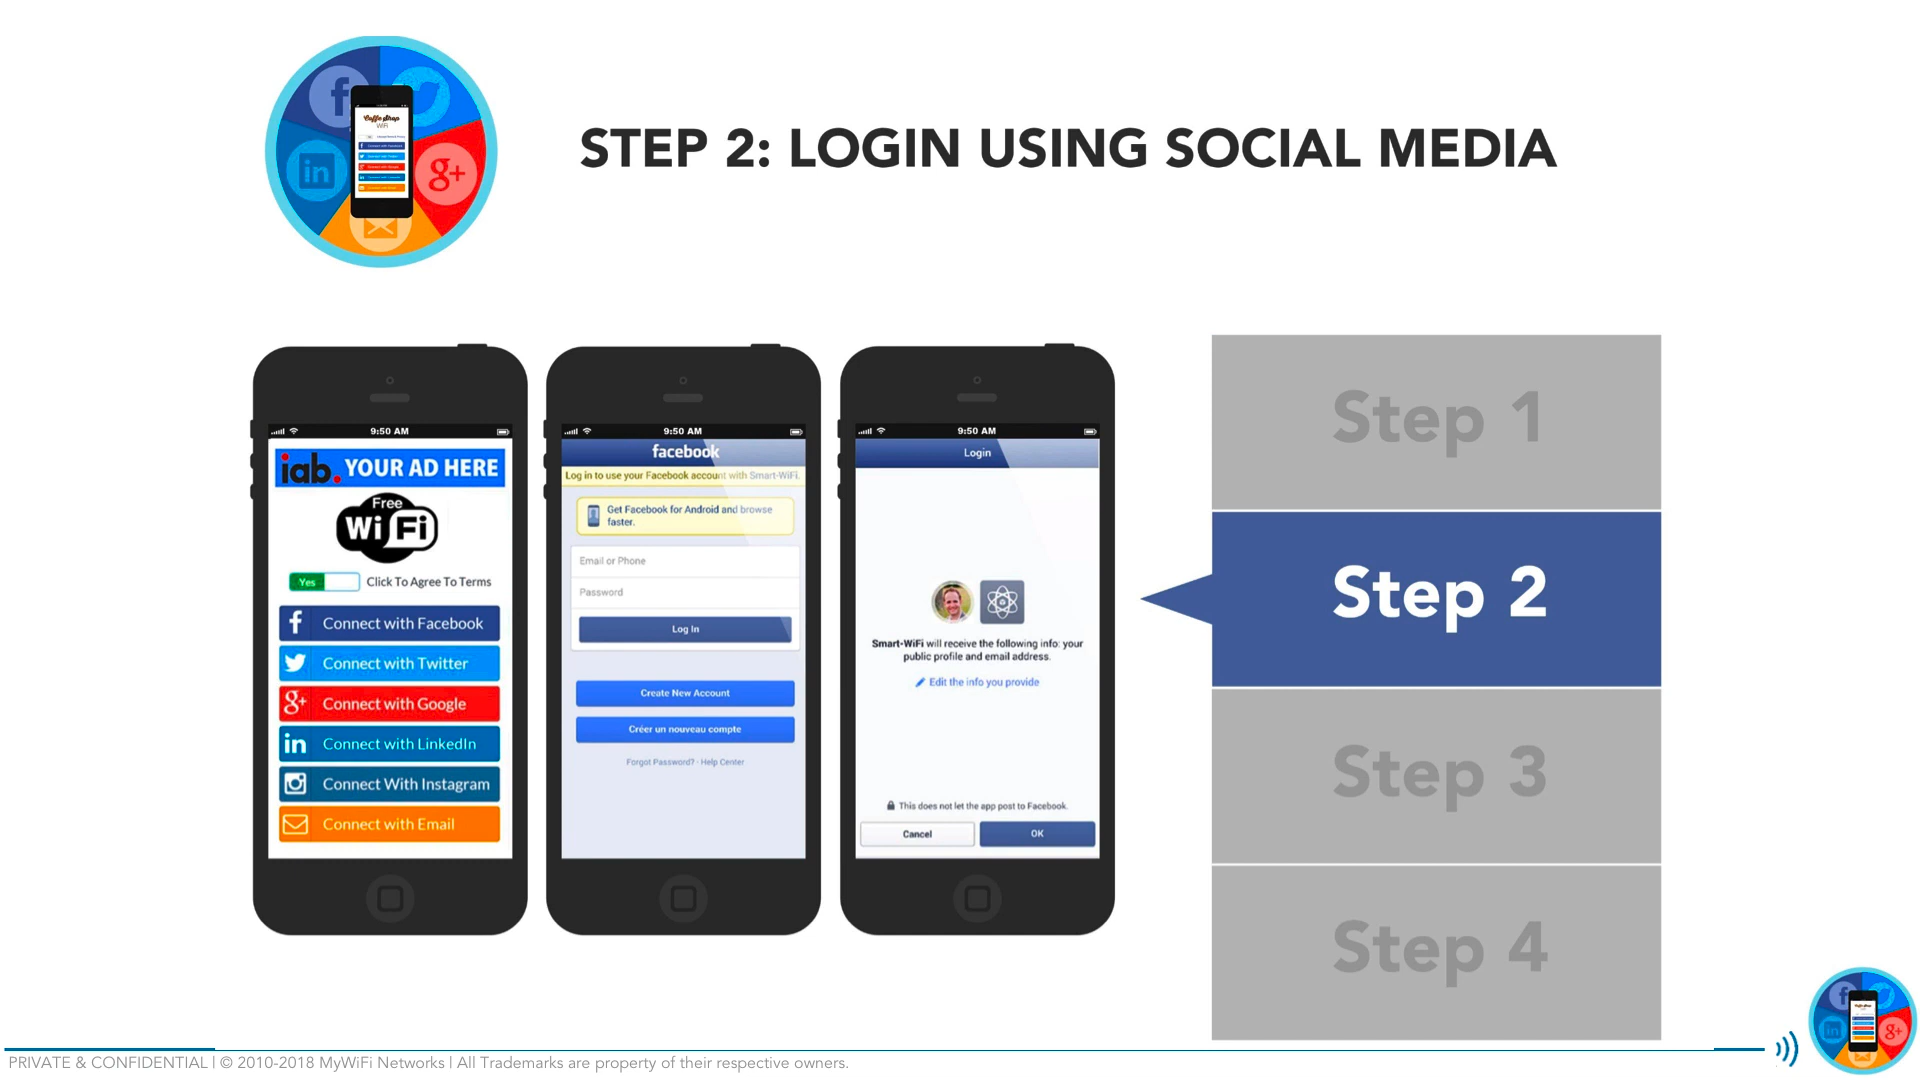 STEP 2: LOGIN USING SOCIAL MEDIA
Coffe Shop
WiFi
f
in
g+
9:50 AM
iab. YOUR AD HERE
Free
Wi Fi
Yes
Click To Agree To Terms
Connect with Facebook
Connect with Twitter
Connect with Google
Connect with LinkedIn
Connect With Instagram
Connect with Email
9:50 AM
facebook
Log in to use your Facebook account with Smart-WiFi.
Get Facebook for Android and browse
faster.
Email or Phone
Password
Log In
Create New Account
Créer un nouveau compte
Forgot Password? · Help Center
9:50 AM
Login
Smart-WiFi will receive the following info: your
public profile and email address.
Edit the info you provide
This does not let the app post to Facebook.
Cancel
OK
Step 1
Step 2
Step 3
Step 4
PRIVATE & CONFIDENTIAL | © 2010-2018 MyWiFi Networks | All Trademarks are property of their respective owners.